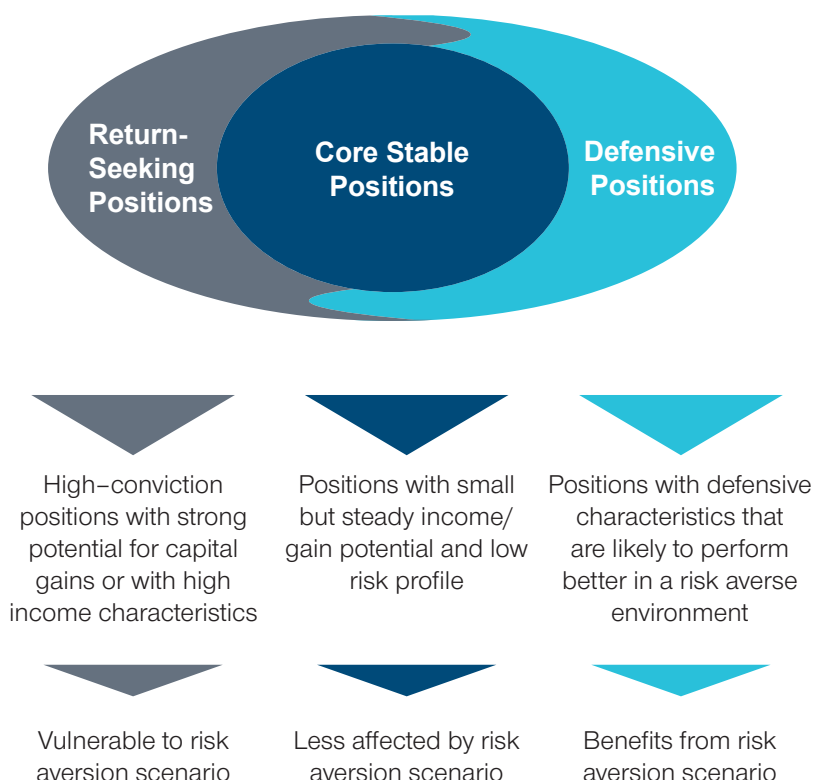 Return-
Seeking
Positions
Core Stable
Positions
Defensive
Positions
High–conviction
positions with strong
potential for capital
gains or with high
income characteristics
Positions with small
but steady income/
gain potential and low
risk profile
Positions with defensive
characteristics that
are likely to perform
better in a risk averse
environment
Vulnerable to risk
aversion scenario
Less affected by risk
aversion scenario
Benefits from risk
aversion scenario